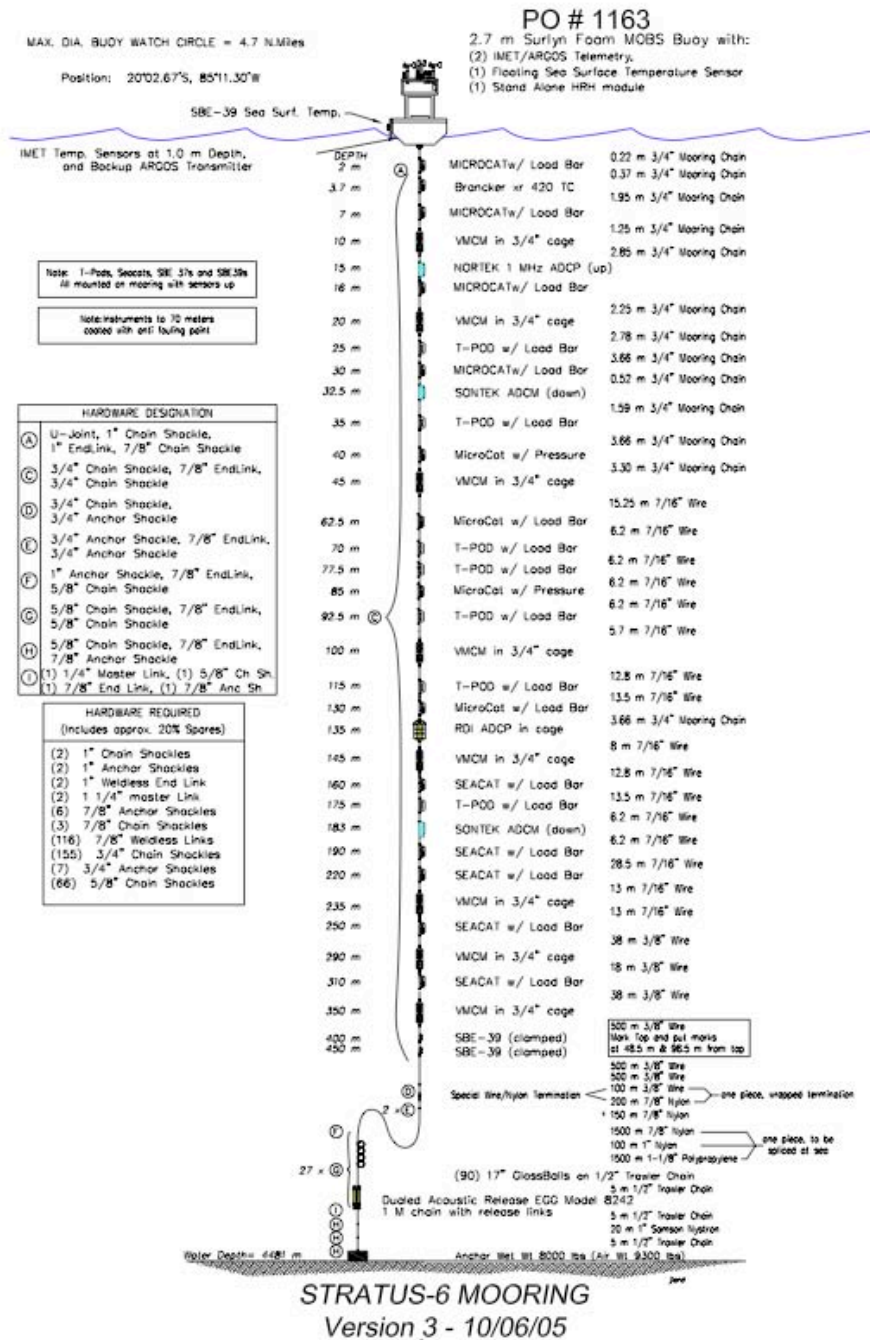 PO # 1163
MAX. DIA. BUOY WATCH CIRCLE = 4.7 N.Miles
Position: 20°02.67'S, 85°11.30'W
2.7 m Surlyn Foam MOBS Buoy with:
(2) IMET/ARGOS Telemetry,
(1) Floating Sea Surface Temperature Sensor
(1) Stand Alone HRH module
SBE-39 Sea Surf. Temp.
IMET Temp. Sensors at 1.0 m Depth,
and Backup ARGOS Transmitter
DEPTH
A
2 m MICROCATw/ Load Bar
0.22 m 3/4" Mooring Chain
0.37 m 3/4" Mooring Chain
3.7 m Brancker xr 420 TC
1.95 m 3/4" Mooring Chain
7 m MICROCATw/ Load Bar
1.25 m 3/4" Mooring Chain
10 m VMCM in 3/4" cage
2.85 m 3/4" Mooring Chain
15 m NORTEK 1 MHz ADCP (up)
16 m MICROCATw/ Load Bar
2.25 m 3/4" Mooring Chain
20 m VMCM in 3/4" cage
2.78 m 3/4" Mooring Chain
25 m T-POD w/ Load Bar
3.66 m 3/4" Mooring Chain
30 m MICROCATw/ Load Bar
0.52 m 3/4" Mooring Chain
32.5 m SONTEK ADCM (down)
1.59 m 3/4" Mooring Chain
35 m T-POD w/ Load Bar
3.66 m 3/4" Mooring Chain
40 m MicroCat w/ Pressure
3.30 m 3/4" Mooring Chain
45 m VMCM in 3/4" cage
15.25 m 7/16" Wire
62.5 m MicroCat w/ Load Bar
6.2 m 7/16" Wire
70 m T-POD w/ Load Bar
6.2 m 7/16" Wire
77.5 m T-POD w/ Load Bar
6.2 m 7/16" Wire
85 m MicroCat w/ Pressure
6.2 m 7/16" Wire
92.5 m C T-POD w/ Load Bar
5.7 m 7/16" Wire
100 m VMCM in 3/4" cage
12.8 m 7/16" Wire
115 m T-POD w/ Load Bar
13.5 m 7/16" Wire
130 m MicroCat w/ Load Bar
3.66 m 3/4" Mooring Chain
135 m RDI ADCP in cage
8 m 7/16" Wire
145 m VMCM in 3/4" cage
12.8 m 7/16" Wire
160 m SEACAT w/ Load Bar
13.5 m 7/16" Wire
175 m T-POD w/ Load Bar
6.2 m 7/16" Wire
183 m SONTEK ADCM (down)
6.2 m 7/16" Wire
190 m SEACAT w/ Load Bar
28.5 m 7/16" Wire
220 m SEACAT w/ Load Bar
13 m 7/16" Wire
235 m VMCM in 3/4" cage
13 m 7/16" Wire
250 m SEACAT w/ Load Bar
38 m 3/8" Wire
290 m VMCM in 3/4" cage
18 m 3/8" Wire
310 m SEACAT w/ Load Bar
38 m 3/8" Wire
350 m VMCM in 3/4" cage
500 m 3/8" Wire
Mark Top and put marks
at 48.5 m & 98.5 m from top
400 m SBE-39 (clamped)
450 m SBE-39 (clamped)
500 m 3/8" Wire
500 m 3/8" Wire
D
Special Wire/Nylon Termination
100 m 3/8" Wire
200 m 7/8" Nylon
one piece, wrapped termination
2 x E
* 150 m 7/8" Nylon
1500 m 7/8" Nylon
100 m 1" Nylon
1500 m 1-1/8" Polypropylene
one piece, to be
spliced at sea
F
27 x G
(90) 17" GlassBalls on 1/2" Trawler Chain
5 m 1/2" Trawler Chain
Dualed Acoustic Release EGG Model 8242
1 M chain with release links
I
5 m 1/2" Trawler Chain
H
20 m 1" Samson Nystron
H
5 m 1/2" Trawler Chain
H
H
Water Depth= 4481 m
Anchor Wet Wt 8000 lbs (Air Wt 9300 lbs)
Note: T-Pods, Seacats, SBE 37s and SBE39s
All mounted on mooring with sensors up
Note:Instruments to 70 meters
coated with anti fouling paint
HARDWARE DESIGNATION
A U-Joint, 1" Chain Shackle,
1" EndLink, 7/8" Chain Shackle
C 3/4" Chain Shackle, 7/8" EndLink,
3/4" Chain Shackle
D 3/4" Chain Shackle,
3/4" Anchor Shackle
E 3/4" Anchor Shackle, 7/8" EndLink,
3/4" Anchor Shackle
F 1" Anchor Shackle, 7/8" EndLink,
5/8" Chain Shackle
G 5/8" Chain Shackle, 7/8" EndLink,
5/8" Chain Shackle
H 5/8" Chain Shackle, 7/8" EndLink,
7/8" Anchor Shackle
I (1) 1/4" Master Link, (1) 5/8" Ch Sh.
(1) 7/8" End Link, (1) 7/8" Anc Sh
HARDWARE REQUIRED
(Includes approx. 20% Spares)
(2) 1" Chain Shackles
(2) 1" Anchor Shackles
(2) 1" Weldless End Link
(2) 1 1/4" master Link
(6) 7/8" Anchor Shackles
(3) 7/8" Chain Shackles
(116) 7/8" Weldless Links
(155) 3/4" Chain Shackles
(7) 3/4" Anchor Shackles
(66) 5/8" Chain Shackles
STRATUS-6 MOORING
Version 3 - 10/06/05